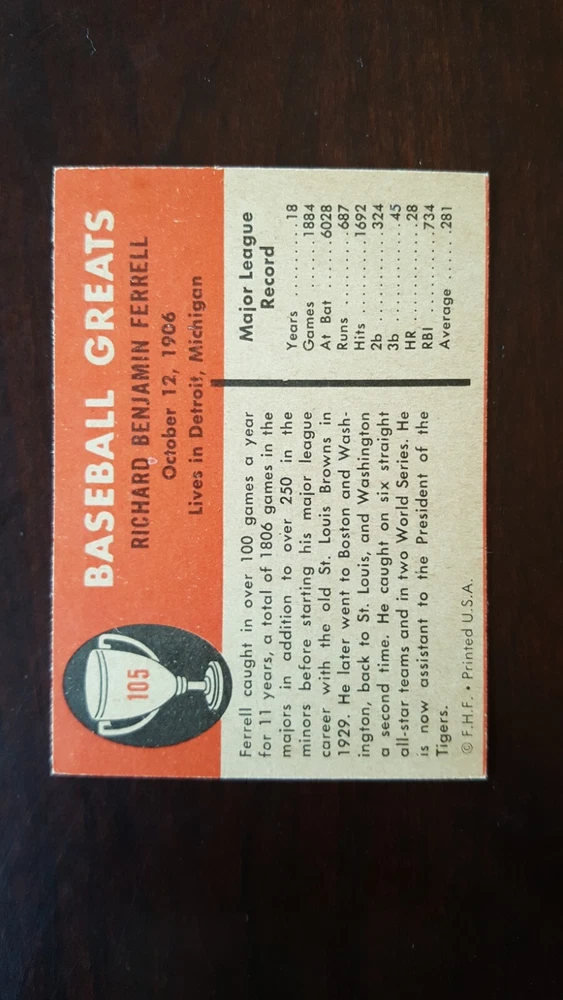 105
BASEBALL GREATS
RICHARD BENJAMIN FERRELL
October 12, 1906
Lives in Detroit, Michigan
Ferrell caught in over 100 games a year
for 11 years, a total of 1806 games in the
majors in addition to over 250 in the
minors before starting his major league
career with the old St. Louis Browns in
1929. He later went to Boston and Wash-
ington, back to St. Louis, and Washington
a second time. He caught on six straight
all-star teams and in two World Series. He
is now assistant to the President of the
Tigers.
© F.H.F. • Printed U.S.A.
Major League
Record
Years ..........18
Games ......1884
At Bat ......6028
Runs .........687
Hits .........1692
2b ............324
3b .............45
HR .............28
RBI ..........734
Average ......281